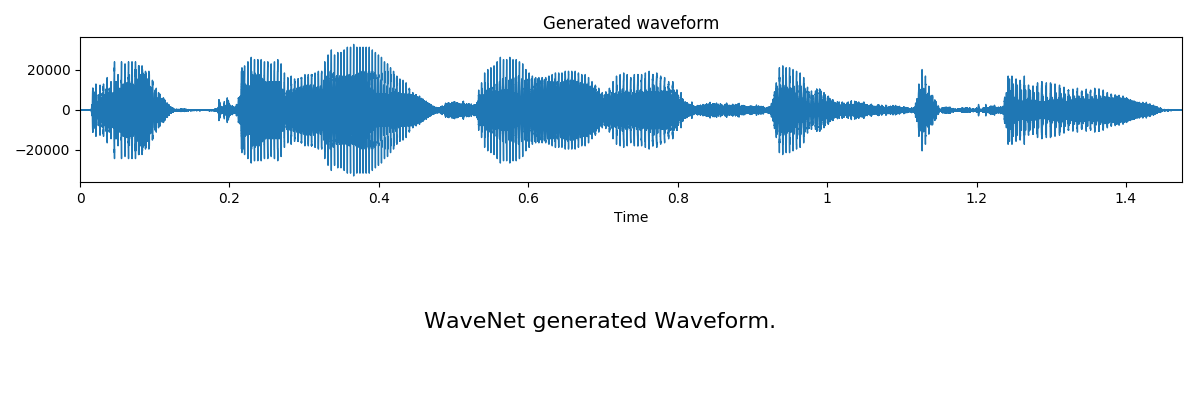 Generated waveform
20000
0
−20000
0 0.2 0.4 0.6 0.8 1 1.2 1.4
Time
WaveNet generated Waveform.